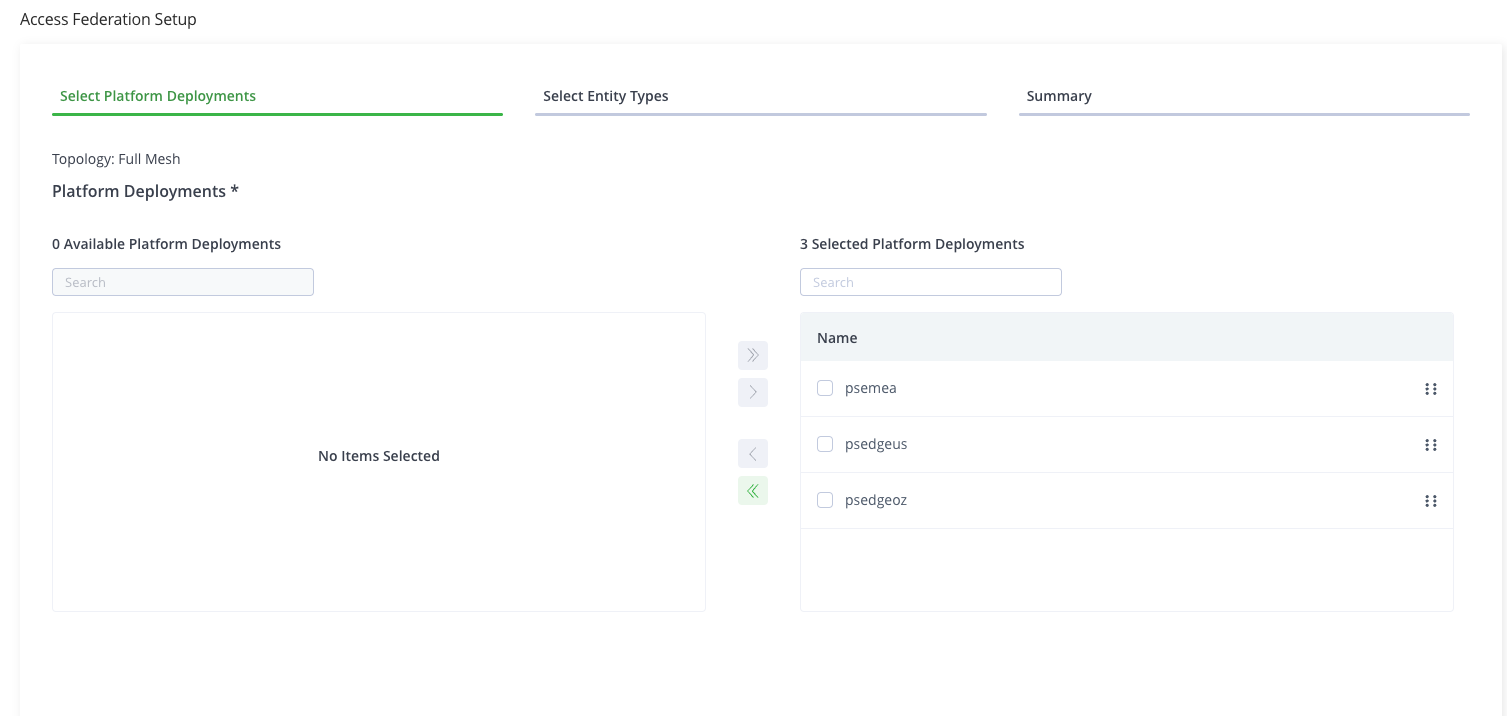 Access Federation Setup
Select Platform Deployments
Select Entity Types
Summary
Topology: Full Mesh
Platform Deployments *
0 Available Platform Deployments
3 Selected Platform Deployments
Search
Search
No Items Selected
Name
psemea
psedgeus
psedgeoz